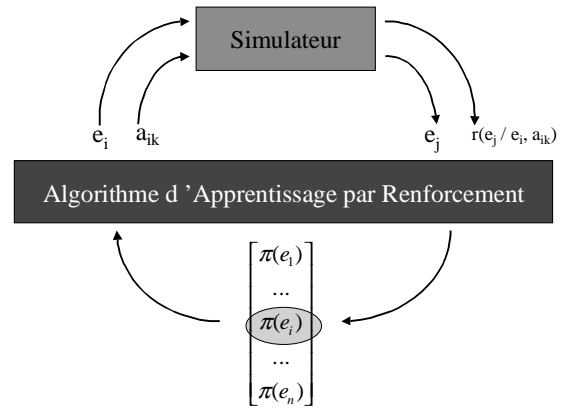 Simulateur
e_i a_ik e_j r(e_j / e_i, a_ik)
Algorithme d ’Apprentissage par Renforcement
π(e_1)
...
π(e_i)
...
π(e_n)